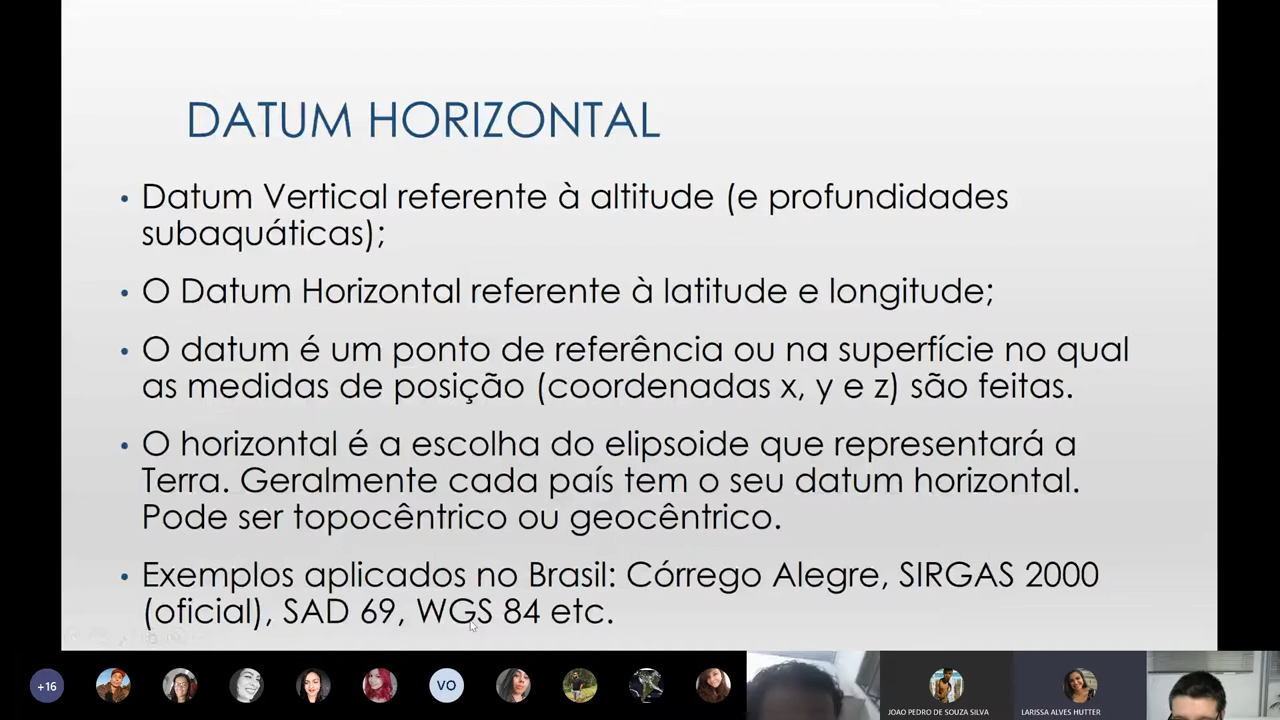 DATUM HORIZONTAL
• Datum Vertical referente à altitude (e profundidades
subaquáticas);
• O Datum Horizontal referente à latitude e longitude;
• O datum é um ponto de referência ou na superfície no qual
as medidas de posição (coordenadas x, y e z) são feitas.
• O horizontal é a escolha do elipsoide que representará a
Terra. Geralmente cada país tem o seu datum horizontal.
Pode ser topocêntrico ou geocêntrico.
• Exemplos aplicados no Brasil: Córrego Alegre, SIRGAS 2000
(oficial), SAD 69, WGS 84 etc.
+16
VO
JOAO PEDRO DE SOUZA SILVA
LARISSA ALVES HUTTER